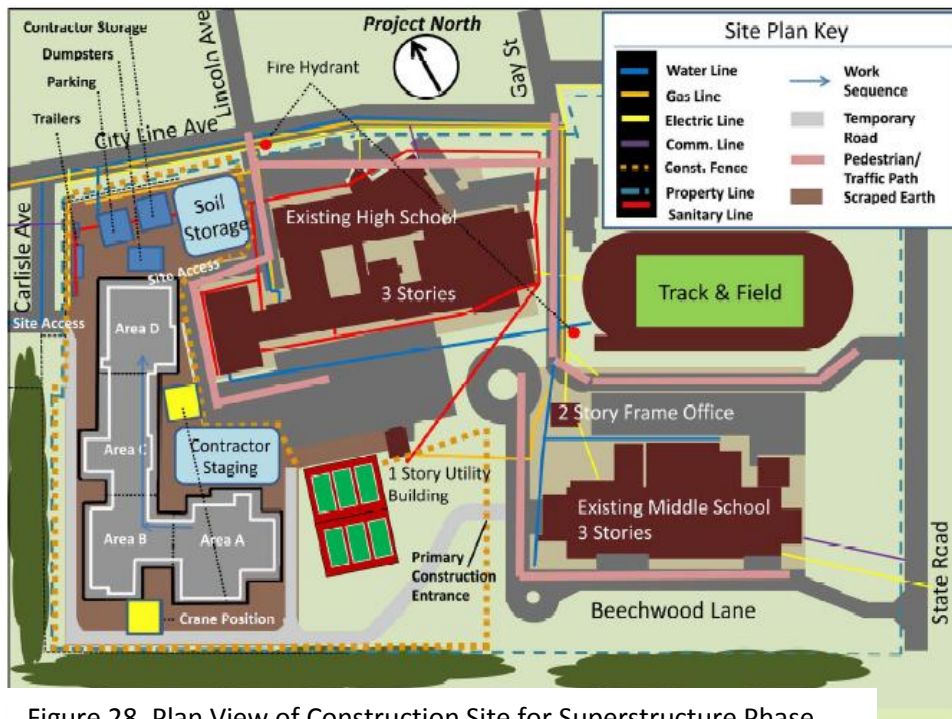 Contractor Storage
Dumpsters
Parking
Trailers
City Line Ave
Lincoln Ave
Project North
Fire Hydrant
Gay St
Site Plan Key
Water Line
Gas Line
Electric Line
Comm. Line
Const. Fence
Property Line
Sanitary Line
Work
Sequence
Temporary
Road
Pedestrian/
Traffic Path
Scraped Earth
Carlisle Ave
Soil
Storage
Site Access
Existing High School
3 Stories
Track & Field
Site Access
Area D
2 Story Frame Office
Area C
Contractor
Staging
1 Story Utility
Building
Existing Middle School
3 Stories
Area B
Area A
Primary
Construction
Entrance
Crane Position
Beechwood Lane
State Road
Figure 28. Plan View of Construction Site for Superstructure Phase